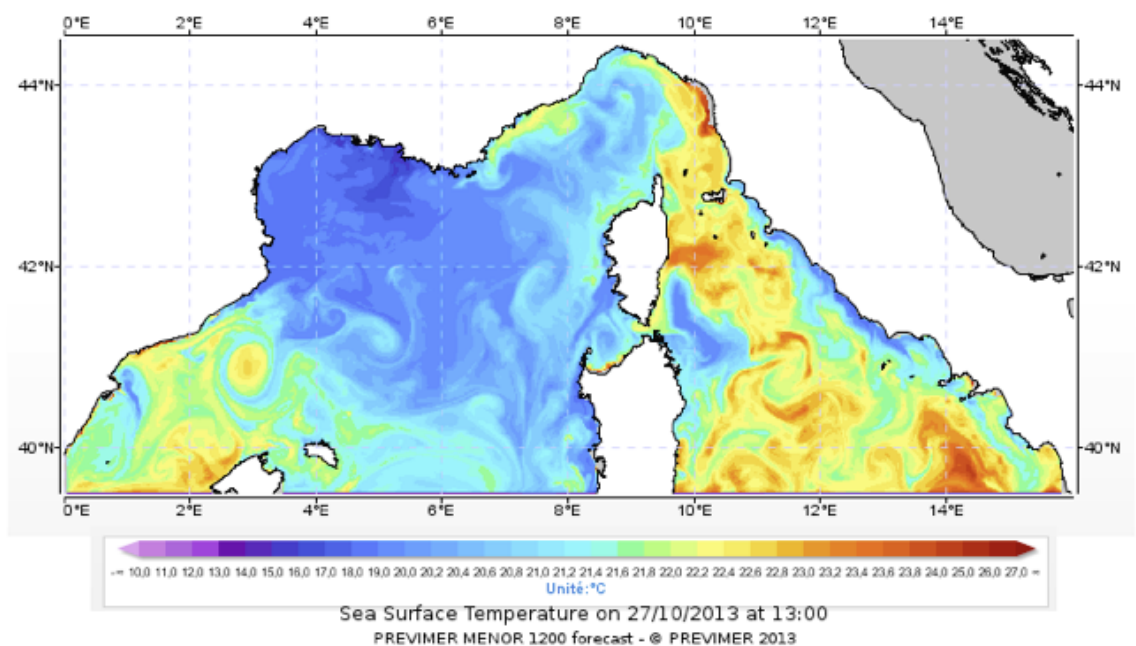 0°E 2°E 4°E 6°E 8°E 10°E 12°E 14°E
44°N 44°N
42°N 42°N
40°N 40°N
0°E 2°E 4°E 6°E 8°E 10°E 12°E 14°E
-∞ 10,0 11,0 12,0 13,0 14,0 15,0 16,0 17,0 18,0 19,0 20,0 20,2 20,4 20,6 20,8 21,0 21,2 21,4 21,6 21,8 22,0 22,2 22,4 22,6 22,8 23,0 23,2 23,4 23,6 23,8 24,0 25,0 26,0 27,0 ∞
Unité:°C
Sea Surface Temperature on 27/10/2013 at 13:00
PREVIMER MENOR 1200 forecast - © PREVIMER 2013